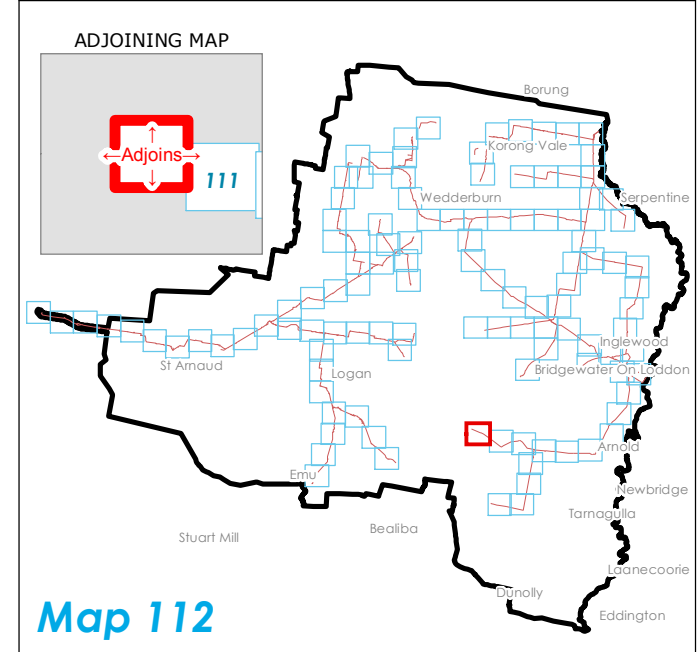 ADJOINING MAP
Adjoins
111
Borung
Korong Vale
Wedderburn
Serpentine
Inglewood
St Arnaud
Logan
Bridgewater On Loddon
Arnold
Emu
Newbridge
Tarnagulla
Bealiba
Stuart Mill
Laanecoorie
Dunolly
Eddington
Map 112